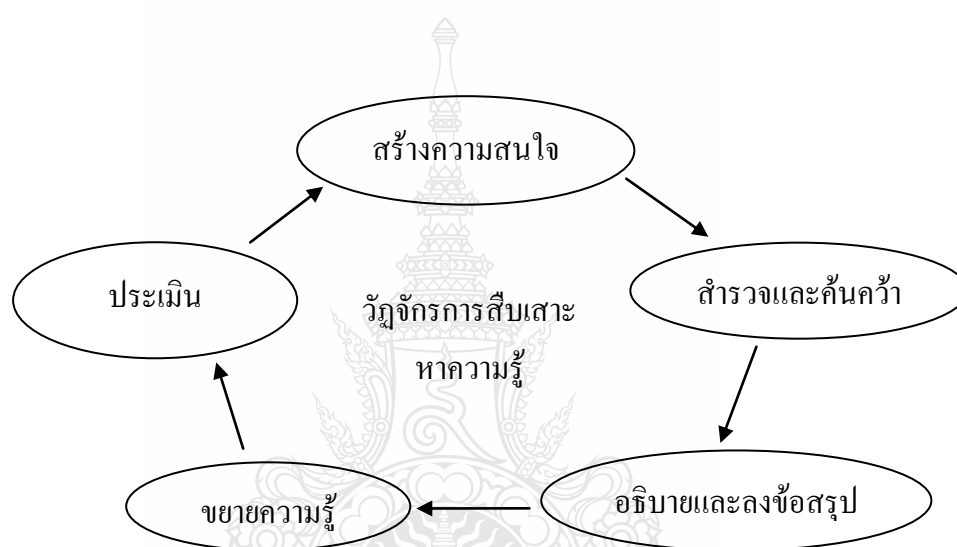 สร้างความสนใจ
สำรวจและค้นคว้า
ประเมิน
วัฏจักรการสืบเสาะ
หาความรู้
อธิบายและลงข้อสรุป
ขยายความรู้